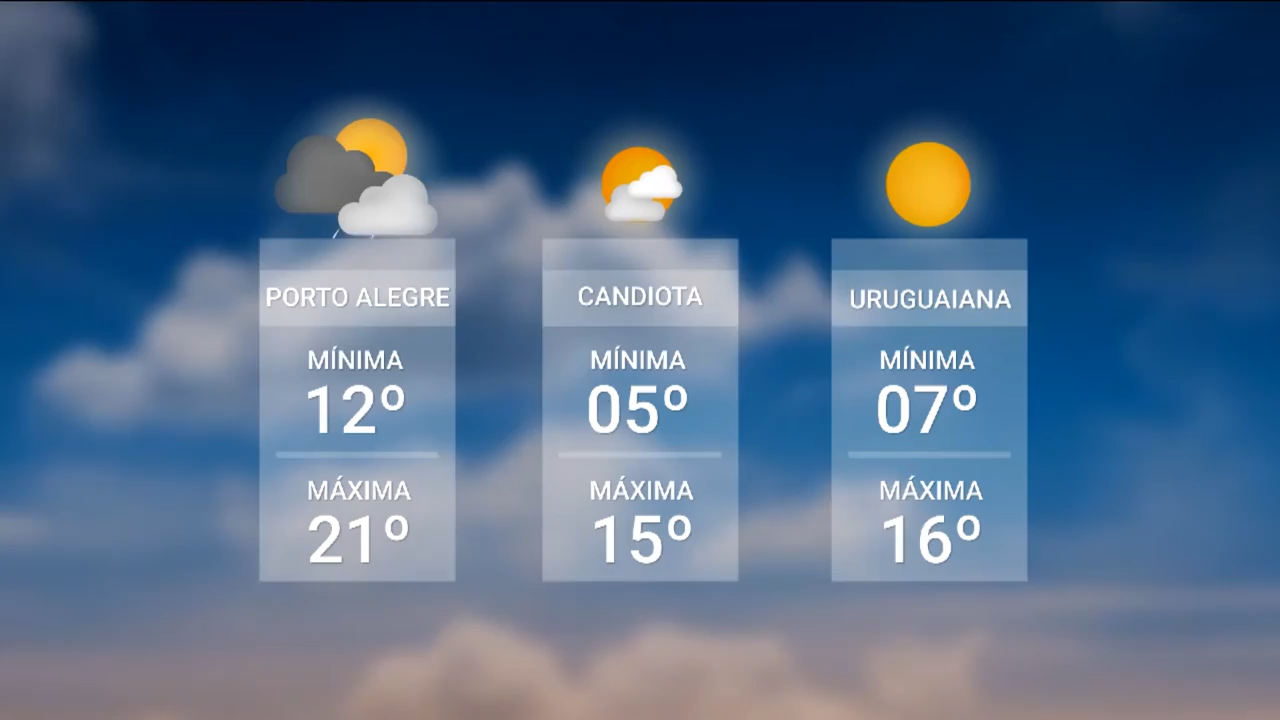 PORTO ALEGRE
MÍNIMA
12º
MÁXIMA
21º
CANDIOTA
MÍNIMA
05º
MÁXIMA
15º
URUGUAIANA
MÍNIMA
07º
MÁXIMA
16º